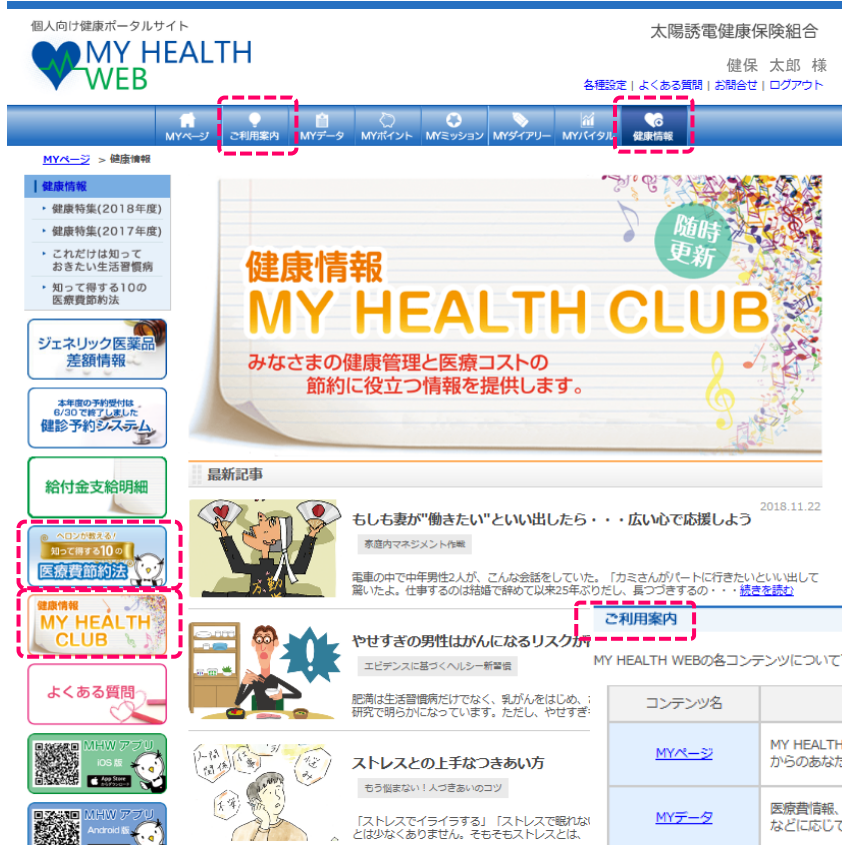 個人向け健康ポータルサイト
MY HEALTH
WEB
太陽誘電健康保険組合
健保 太郎 様
各種設定 | よくある質問 | お問合せ | ログアウト
MYページ
ご利用案内
MYデータ
MYポイント
MYミッション
MYダイアリー
MYバイタル
健康情報
MYページ > 健康情報
健康情報
健康特集(2018年度)
健康特集(2017年度)
これだけは知って
おきたい生活習慣病
知って得する10の
医療費節約法
ジェネリック医薬品
差額情報
本年度の予約受付は
6/30で終了しました
健診予約システム
給付金支給明細
ヘロンが教える!
知って得する10の
医療費節約法
健康情報
MY HEALTH
CLUB
よくある質問
MHWアプリ
iOS版
App Store
からダウンロード
MHWアプリ
Android版
随時
更新
健康情報
MY HEALTH CLUB
みなさまの健康管理と医療コストの
節約に役立つ情報を提供します。
最新記事
2018.11.22
もしも妻が"働きたい"といい出したら・・・広い心で応援しよう
家庭内マネジメント作戦
電車の中で中年男性2人が、こんな会話をしていた。「カミさんがパートに行きたいといい出して
驚いたよ。仕事するのは結婚で辞めて以来25年ぶりだし、長つづきするの・・・続きを読む
やせすぎの男性はがんになるリスクが
エビデンスに基づくヘルシー新習慣
肥満は生活習慣病だけでなく、乳がんをはじめ、
研究で明らかになっています。ただし、やせすぎ
人間
関係
仕事
悩み
不安
ストレスとの上手なつきあい方
もう悩まない!人づきあいのコツ
「ストレスでイライラする」「ストレスで眠れない
とは少なくありません。そもそもストレスとは、
ご利用案内
MY HEALTH WEBの各コンテンツについて
コンテンツ名
MYページ
MY HEALTH
からのあなた
MYデータ
医療費情報、
などに応じて